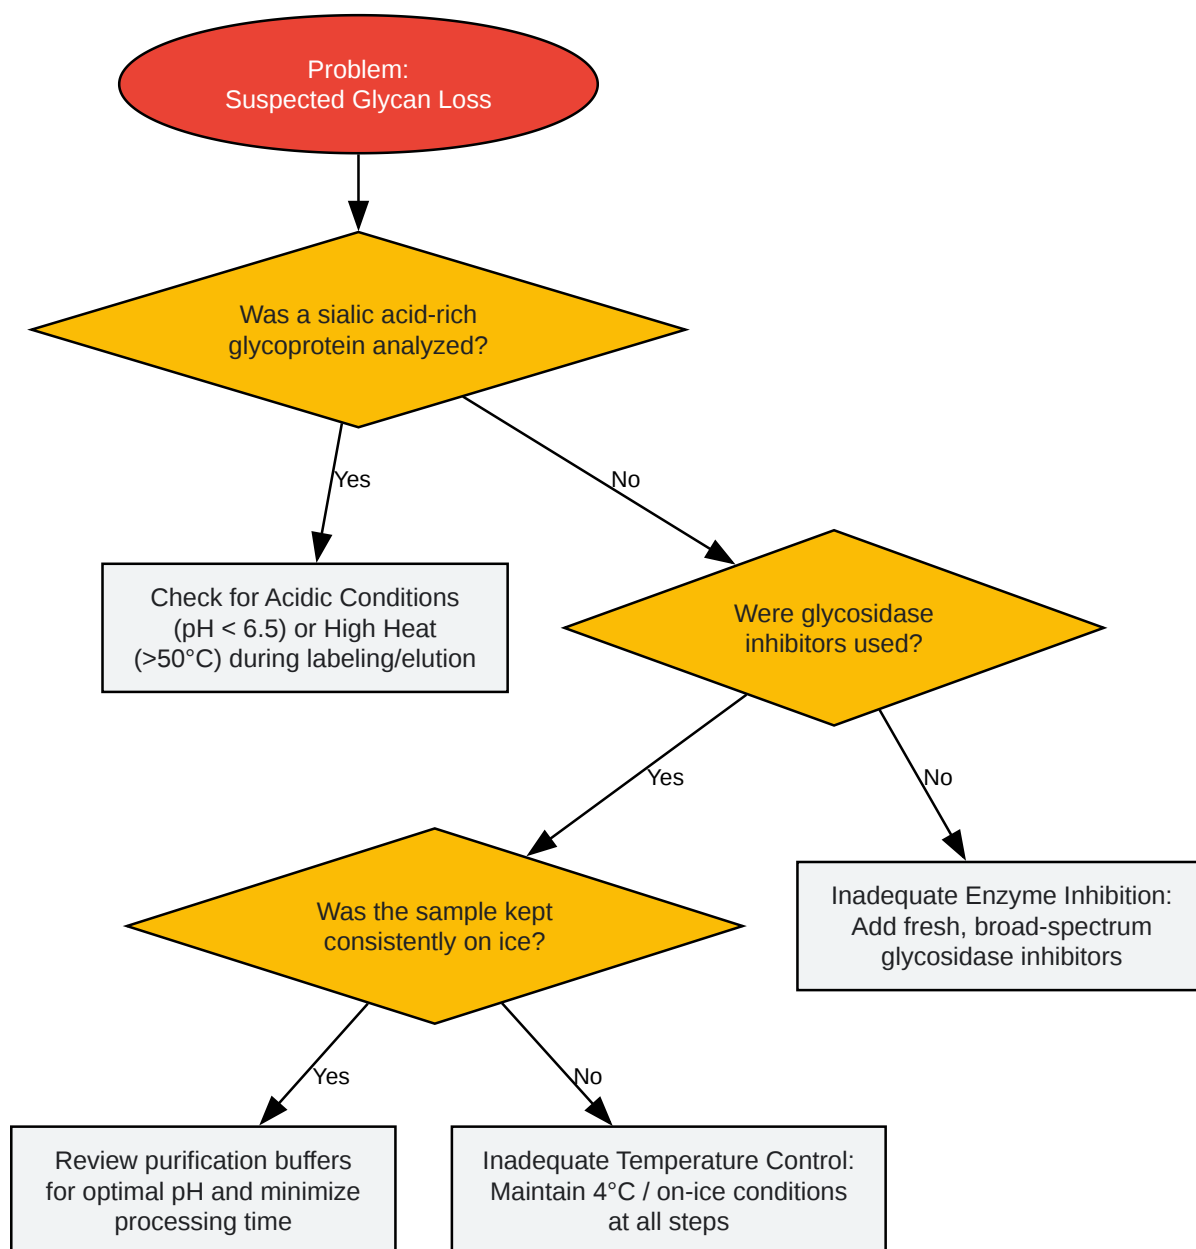 Problem:
Suspected Glycan Loss
Was a sialic acid-rich
glycoprotein analyzed?
Yes
No
Check for Acidic Conditions
(pH < 6.5) or High Heat
(>50°C) during labeling/elution
Were glycosidase
inhibitors used?
Yes
No
Was the sample kept
consistently on ice?
Inadequate Enzyme Inhibition:
Add fresh, broad-spectrum
glycosidase inhibitors
Yes
No
Review purification buffers
for optimal pH and minimize
processing time
Inadequate Temperature Control:
Maintain 4°C / on-ice conditions
at all steps